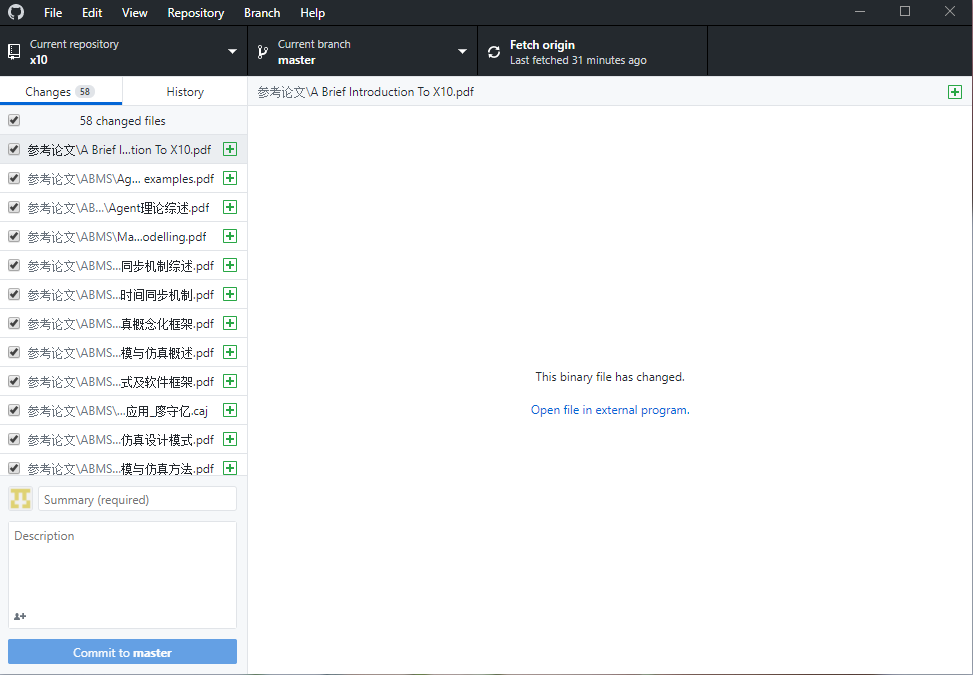 File Edit View Repository Branch Help
Current repository
x10
Current branch
master
Fetch origin
Last fetched 31 minutes ago
Changes 58
History
参考论文\A Brief Introduction To X10.pdf
58 changed files
参考论文\A Brief I...tion To X10.pdf
参考论文\ABMS\Ag... examples.pdf
参考论文\AB...\Agent理论综述.pdf
参考论文\ABMS\Ma...odelling.pdf
参考论文\ABMS...同步机制综述.pdf
参考论文\ABMS...时间同步机制.pdf
参考论文\ABMS...真概念化框架.pdf
参考论文\ABMS...模与仿真概述.pdf
参考论文\ABMS...式及软件框架.pdf
参考论文\ABMS\...应用_廖守亿.caj
参考论文\ABMS...仿真设计模式.pdf
参考论文\ABMS...模与仿真方法.pdf
This binary file has changed.
Open file in external program.
Summary (required)
Description
Commit to master